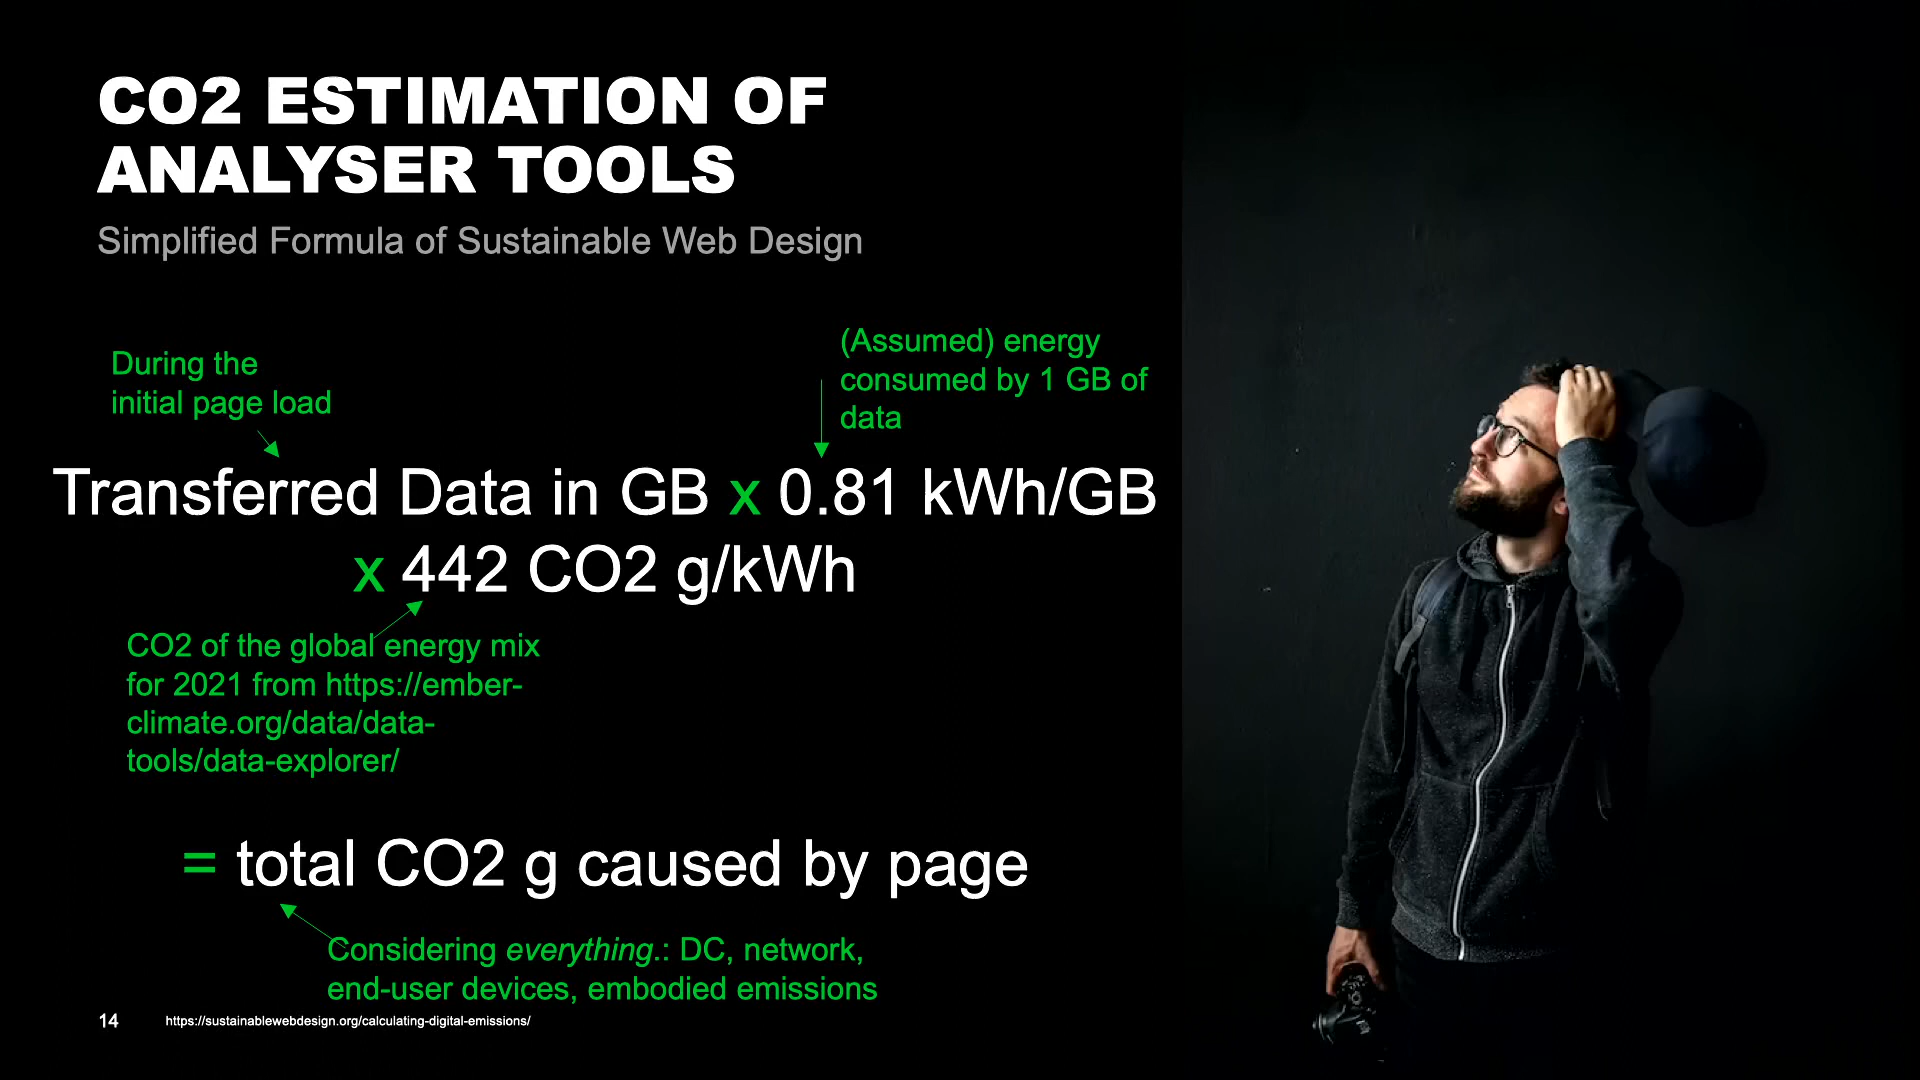 CO2 ESTIMATION OF
ANALYSER TOOLS
Simplified Formula of Sustainable Web Design
During the
initial page load
(Assumed) energy
consumed by 1 GB of
data
Transferred Data in GB x 0.81 kWh/GB
x 442 CO2 g/kWh
CO2 of the global energy mix
for 2021 from https://ember-
climate.org/data/data-
tools/data-explorer/
= total CO2 g caused by page
Considering everything.: DC, network,
end-user devices, embodied emissions
14
https://sustainablewebdesign.org/calculating-digital-emissions/